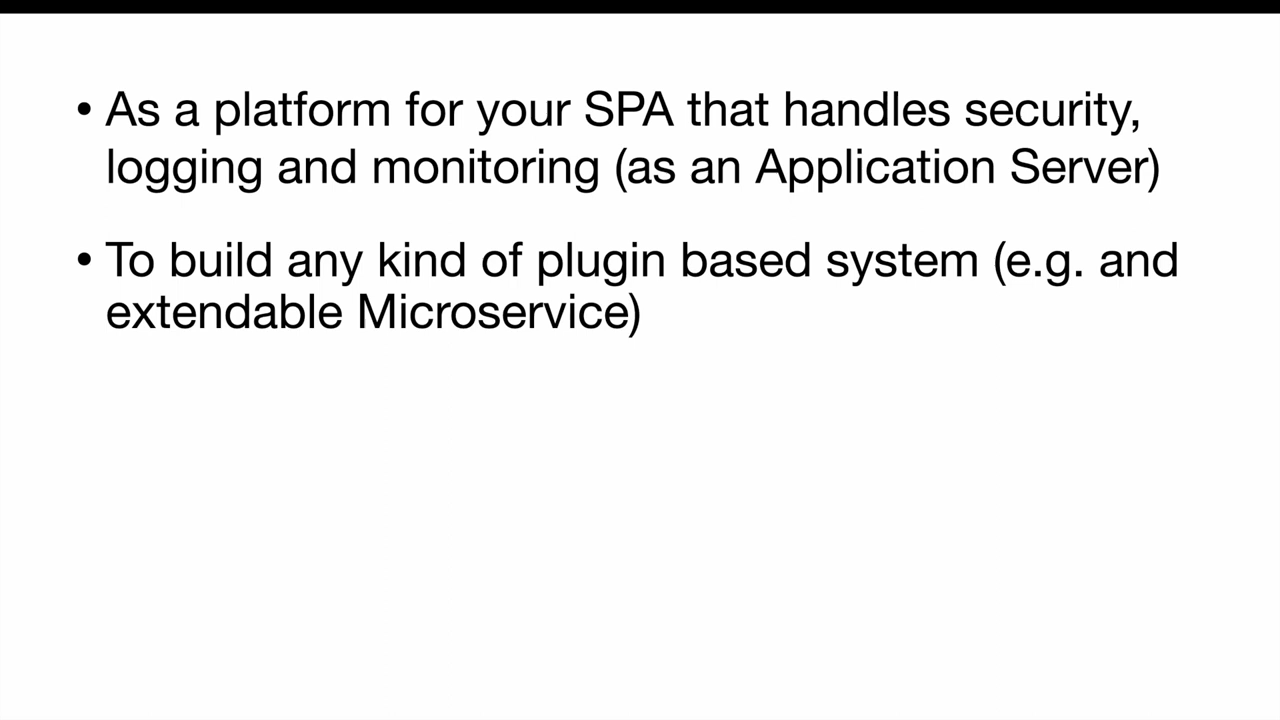 • As a platform for your SPA that handles security,
logging and monitoring (as an Application Server)
• To build any kind of plugin based system (e.g. and
extendable Microservice)